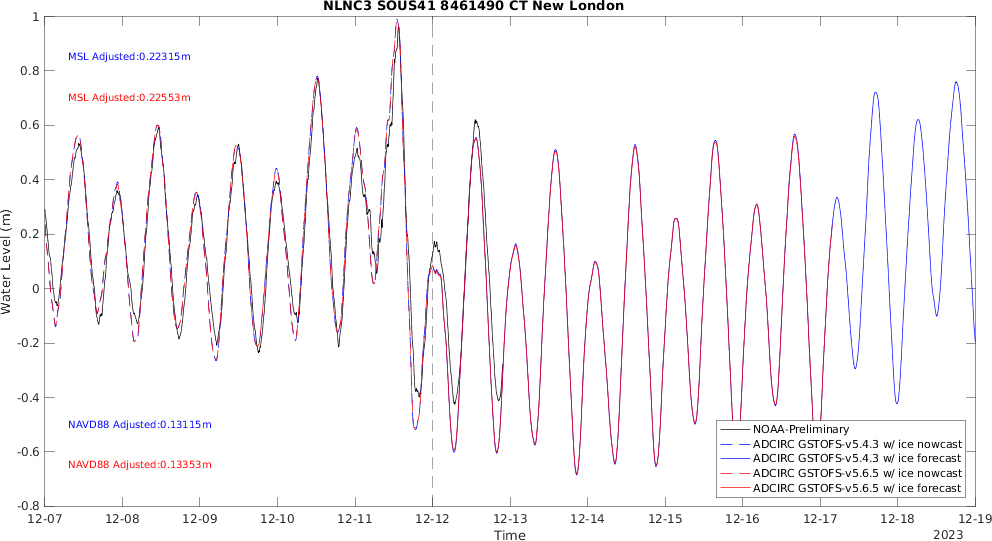 NLNC3 SOUS41 8461490 CT New London
Water Level (m)
1
0.8
0.6
0.4
0.2
0
-0.2
-0.4
-0.6
-0.8
MSL Adjusted:0.22315m
MSL Adjusted:0.22553m
NAVD88 Adjusted:0.13115m
NAVD88 Adjusted:0.13353m
NOAA-Preliminary
ADCIRC GSTOFS-v5.4.3 w/ ice nowcast
ADCIRC GSTOFS-v5.4.3 w/ ice forecast
ADCIRC GSTOFS-v5.6.5 w/ ice nowcast
ADCIRC GSTOFS-v5.6.5 w/ ice forecast
12-07 12-08 12-09 12-10 12-11 12-12 12-13 12-14 12-15 12-16 12-17 12-18 12-19
Time
2023